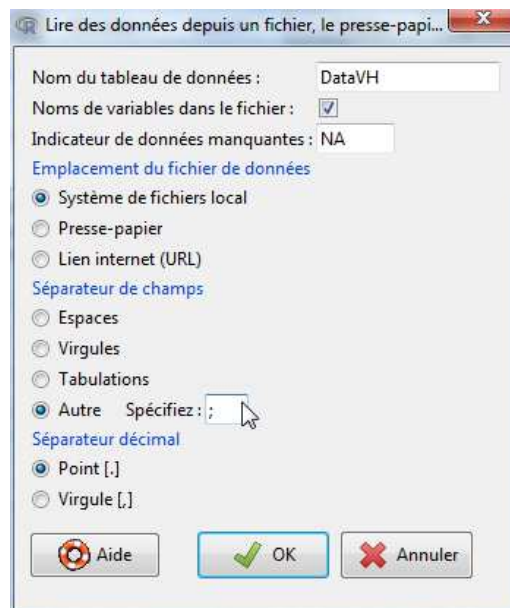 Lire des données depuis un fichier, le presse-papi...
Nom du tableau de données : DataVH
Noms de variables dans le fichier :
Indicateur de données manquantes : NA
Emplacement du fichier de données
Système de fichiers local
Presse-papier
Lien internet (URL)
Séparateur de champs
Espaces
Virgules
Tabulations
Autre Spécifiez : ;
Séparateur décimal
Point [.]
Virgule [,]
Aide OK Annuler